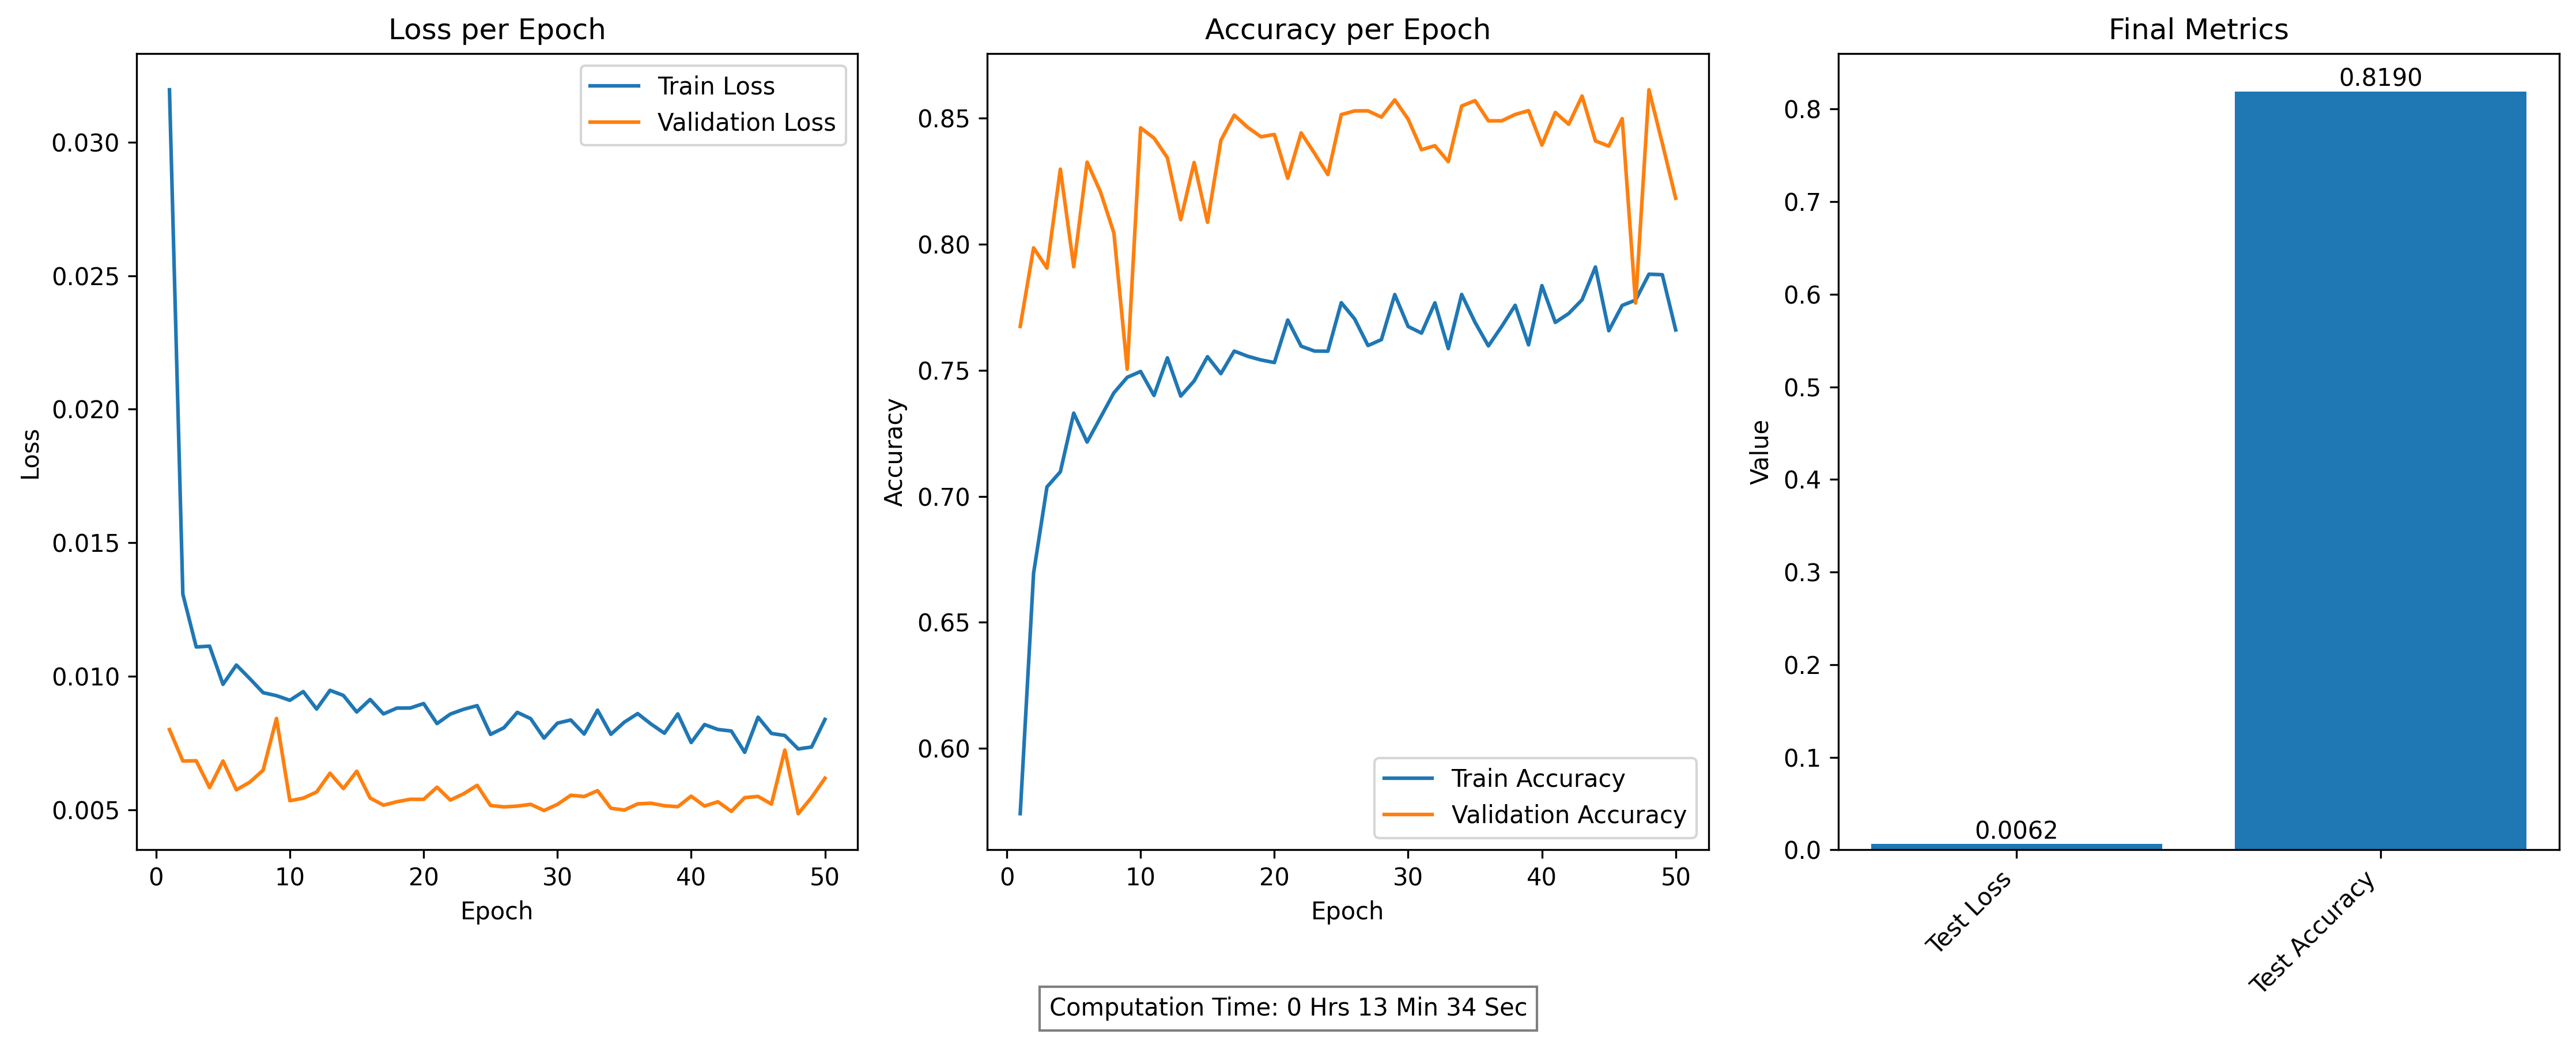 Loss per Epoch
Train Loss
Validation Loss
0.030
0.025
0.020
0.015
0.010
0.005
Loss
0 10 20 30 40 50
Epoch
Accuracy per Epoch
0.85
0.80
0.75
0.70
0.65
0.60
Accuracy
Train Accuracy
Validation Accuracy
0 10 20 30 40 50
Epoch
Final Metrics
0.8190
0.8
0.7
0.6
0.5
0.4
0.3
0.2
0.1
0.0
Value
0.0062
Test Loss
Test Accuracy
Computation Time: 0 Hrs 13 Min 34 Sec